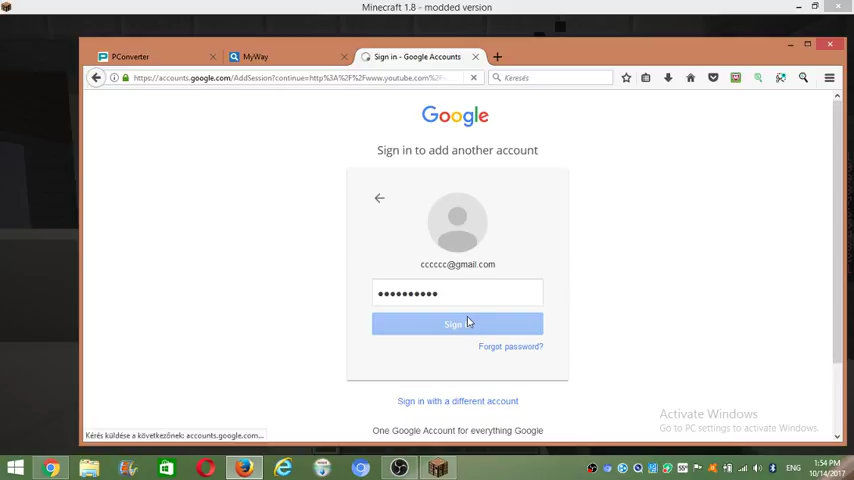 Minecraft 1.8 - modded version
PConverter
MyWay
Sign in - Google Accounts
https://accounts.google.com/AddSession?continue=http%3A%2F%2Fwww.youtube.com%2F
Keresés
Google
Sign in to add another account
cccccc@gmail.com
••••••••••
Sign
Forgot password?
Sign in with a different account
One Google Account for everything Google
Activate Windows
Go to PC settings to activate Windows.
Kérés küldése a következőnek: accounts.google.com...
ENG
1:54 PM
10/14/2017